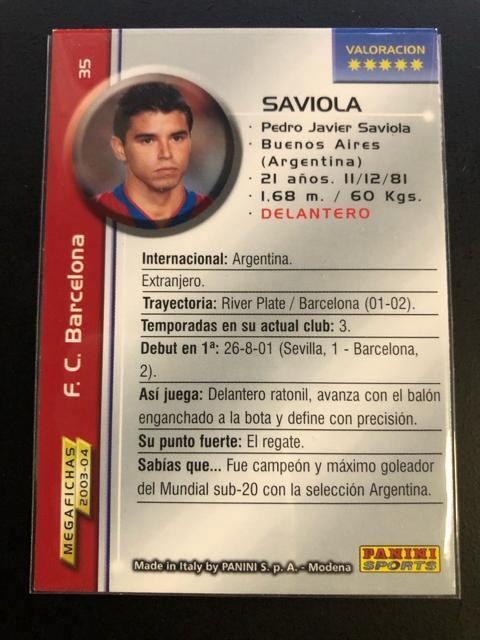 35
VALORACION
SAVIOLA
· Pedro Javier Saviola
· Buenos Aires
(Argentina)
· 21 años. 11/12/81
· 1.68 m. / 60 Kgs.
· DELANTERO
F. C. Barcelona
Internacional: Argentina.
Extranjero.
Trayectoria: River Plate / Barcelona (01-02).
Temporadas en su actual club: 3.
Debut en 1ª: 26-8-01 (Sevilla, 1 - Barcelona,
2).
Así juega: Delantero ratonil, avanza con el balón
enganchado a la bota y define con precisión.
Su punto fuerte: El regate.
Sabías que... Fue campeón y máximo goleador
del Mundial sub-20 con la selección Argentina.
MEGAFICHAS
2003-04
Made in Italy by PANINI S. p. A. - Modena
PANINI
SPORTS